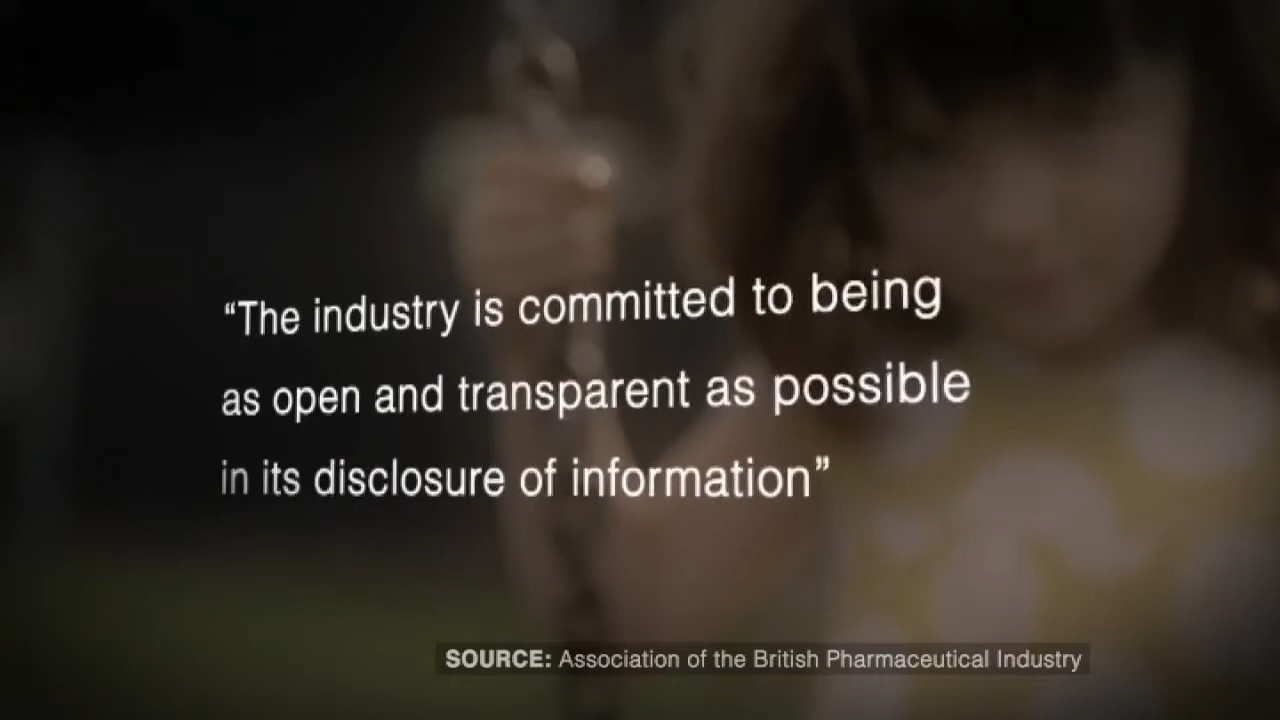 “The industry is committed to being
as open and transparent as possible
in its disclosure of information”
SOURCE: Association of the British Pharmaceutical Industry